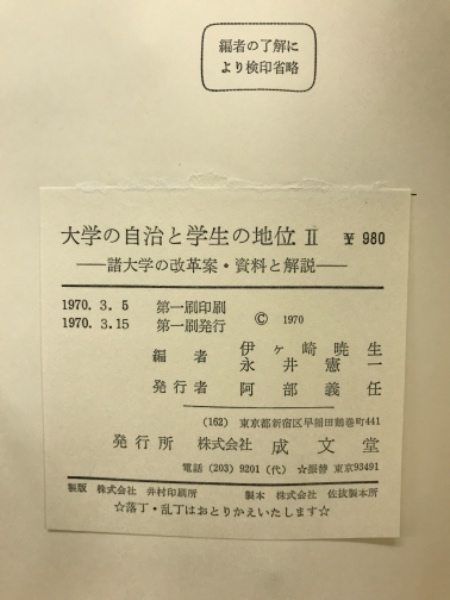 編者の了解に
より検印省略
大学の自治と学生の地位 II ¥ 980
――諸大学の改革案・資料と解説――
1970. 3. 5 第一刷印刷
1970. 3. 15 第一刷発行
© 1970
編者 伊ヶ崎暁生
永井憲一
発行者 阿部義任
(162) 東京都新宿区早稲田鶴巻町441
発行所 株式会社 成文堂
電話 (203) 9201 (代) ☆振替 東京93491
製版 株式会社 井村印刷所 製本 株式会社 佐抜製本所
☆落丁・乱丁はおとりかえいたします☆